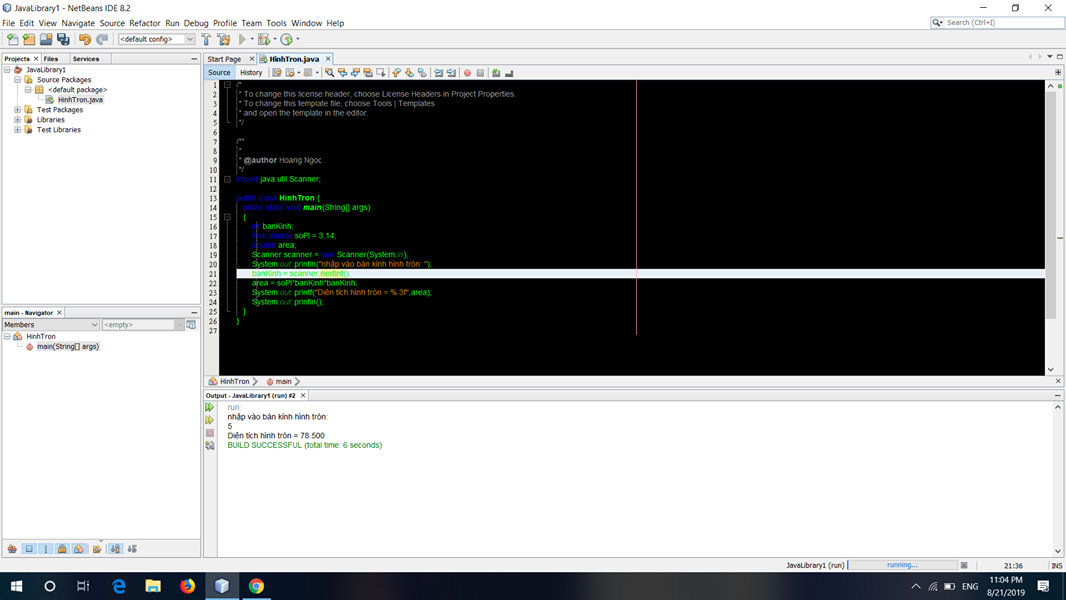 JavaLibrary1 - NetBeans IDE 8.2
File Edit View Navigate Source Refactor Run Debug Profile Team Tools Window Help
Search (Ctrl+I)
<default config>
Projects Files Services
JavaLibrary1
Source Packages
<default package>
HinhTron.java
Test Packages
Libraries
Test Libraries
Start Page HinhTron.java
Source History
1 /*
2 * To change this license header, choose License Headers in Project Properties.
3 * To change this template file, choose Tools | Templates
4 * and open the template in the editor.
5 */
6
7 /**
8 *
9 * @author Hoang Ngoc
10 */
11 import java.util.Scanner;
12
13 public class HinhTron {
14 public static void main(String[] args)
15 {
16 int banKinh;
17 final double soPI = 3.14;
18 double area;
19 Scanner scanner = new Scanner(System.in);
20 System.out.println("nhập vào bán kính hình tròn: ");
21 banKinh = scanner.nextInt();
22 area = soPI*banKinh*banKinh;
23 System.out.printf("Diên tích hình tròn = %.3f",area);
24 System.out.println();
25 }
26 }
27
main - Navigator
Members <empty>
HinhTron
main(String[] args)
HinhTron main
Output - JavaLibrary1 (run) #2
run:
nhập vào bán kính hình tròn:
5
Diên tích hình tròn = 78.500
BUILD SUCCESSFUL (total time: 6 seconds)
JavaLibrary1 (run) running... 21:36 INS
ENG
11:04 PM
8/21/2019